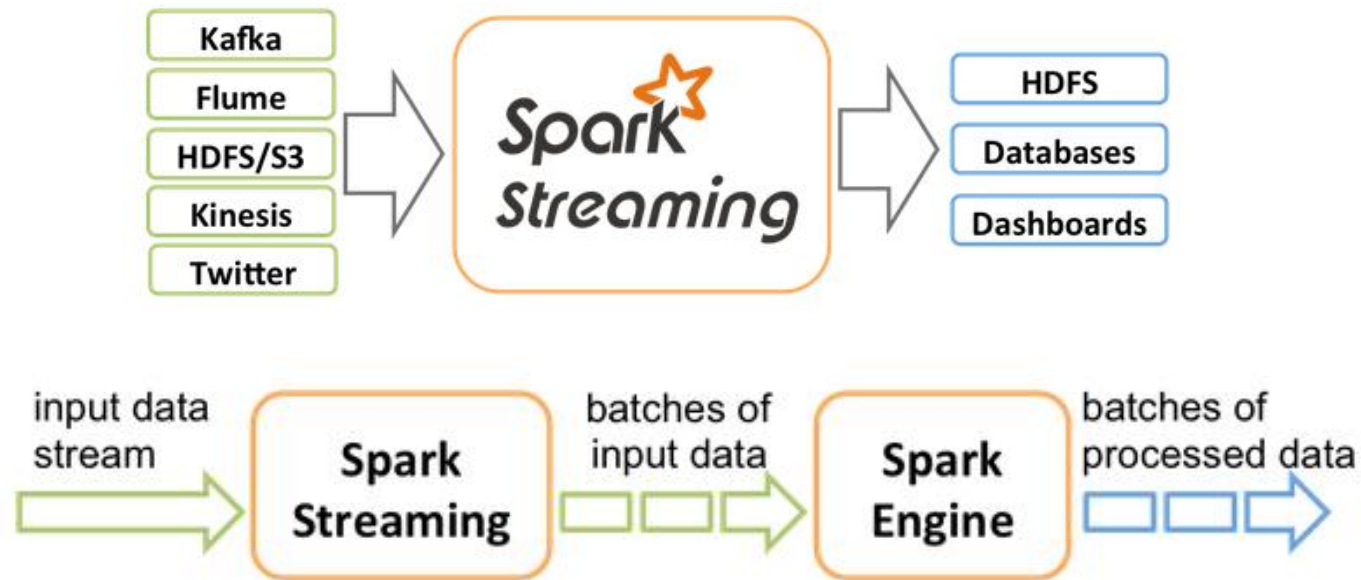 Kafka
Flume
HDFS/S3
Kinesis
Twitter
Spark
Streaming
HDFS
Databases
Dashboards
input data
stream
Spark
Streaming
batches of
input data
Spark
Engine
batches of
processed data